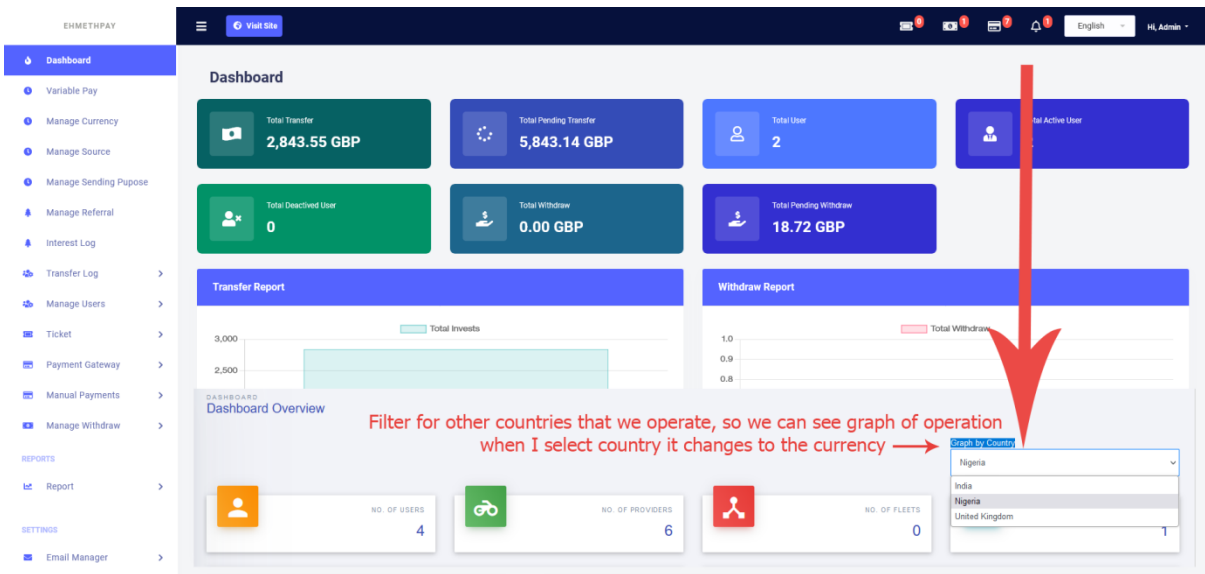 EHMETHPAY
Visit Site
0
1
7
1
English
Hi, Admin
Dashboard
Variable Pay
Manage Currency
Manage Source
Manage Sending Pupose
Manage Referral
Interest Log
Transfer Log
Manage Users
Ticket
Payment Gateway
Manual Payments
Manage Withdraw
REPORTS
Report
SETTINGS
Email Manager
Dashboard
Total Transfer
2,843.55 GBP
Total Pending Transfer
5,843.14 GBP
Total User
2
Active User
Total Deactived User
0
Total Withdraw
0.00 GBP
Total Pending Withdraw
18.72 GBP
Transfer Report
Total Invests
3,000
2,500
Withdraw Report
Total Withdraw
1.0
0.9
0.8
DASHBOARD
Dashboard Overview
Filter for other countries that we operate, so we can see graph of operation
when I select country it changes to the currency
Graph by Country
Nigeria
India
Nigeria
United Kingdom
NO. OF USERS
4
NO. OF PROVIDERS
6
NO. OF FLEETS
0
1